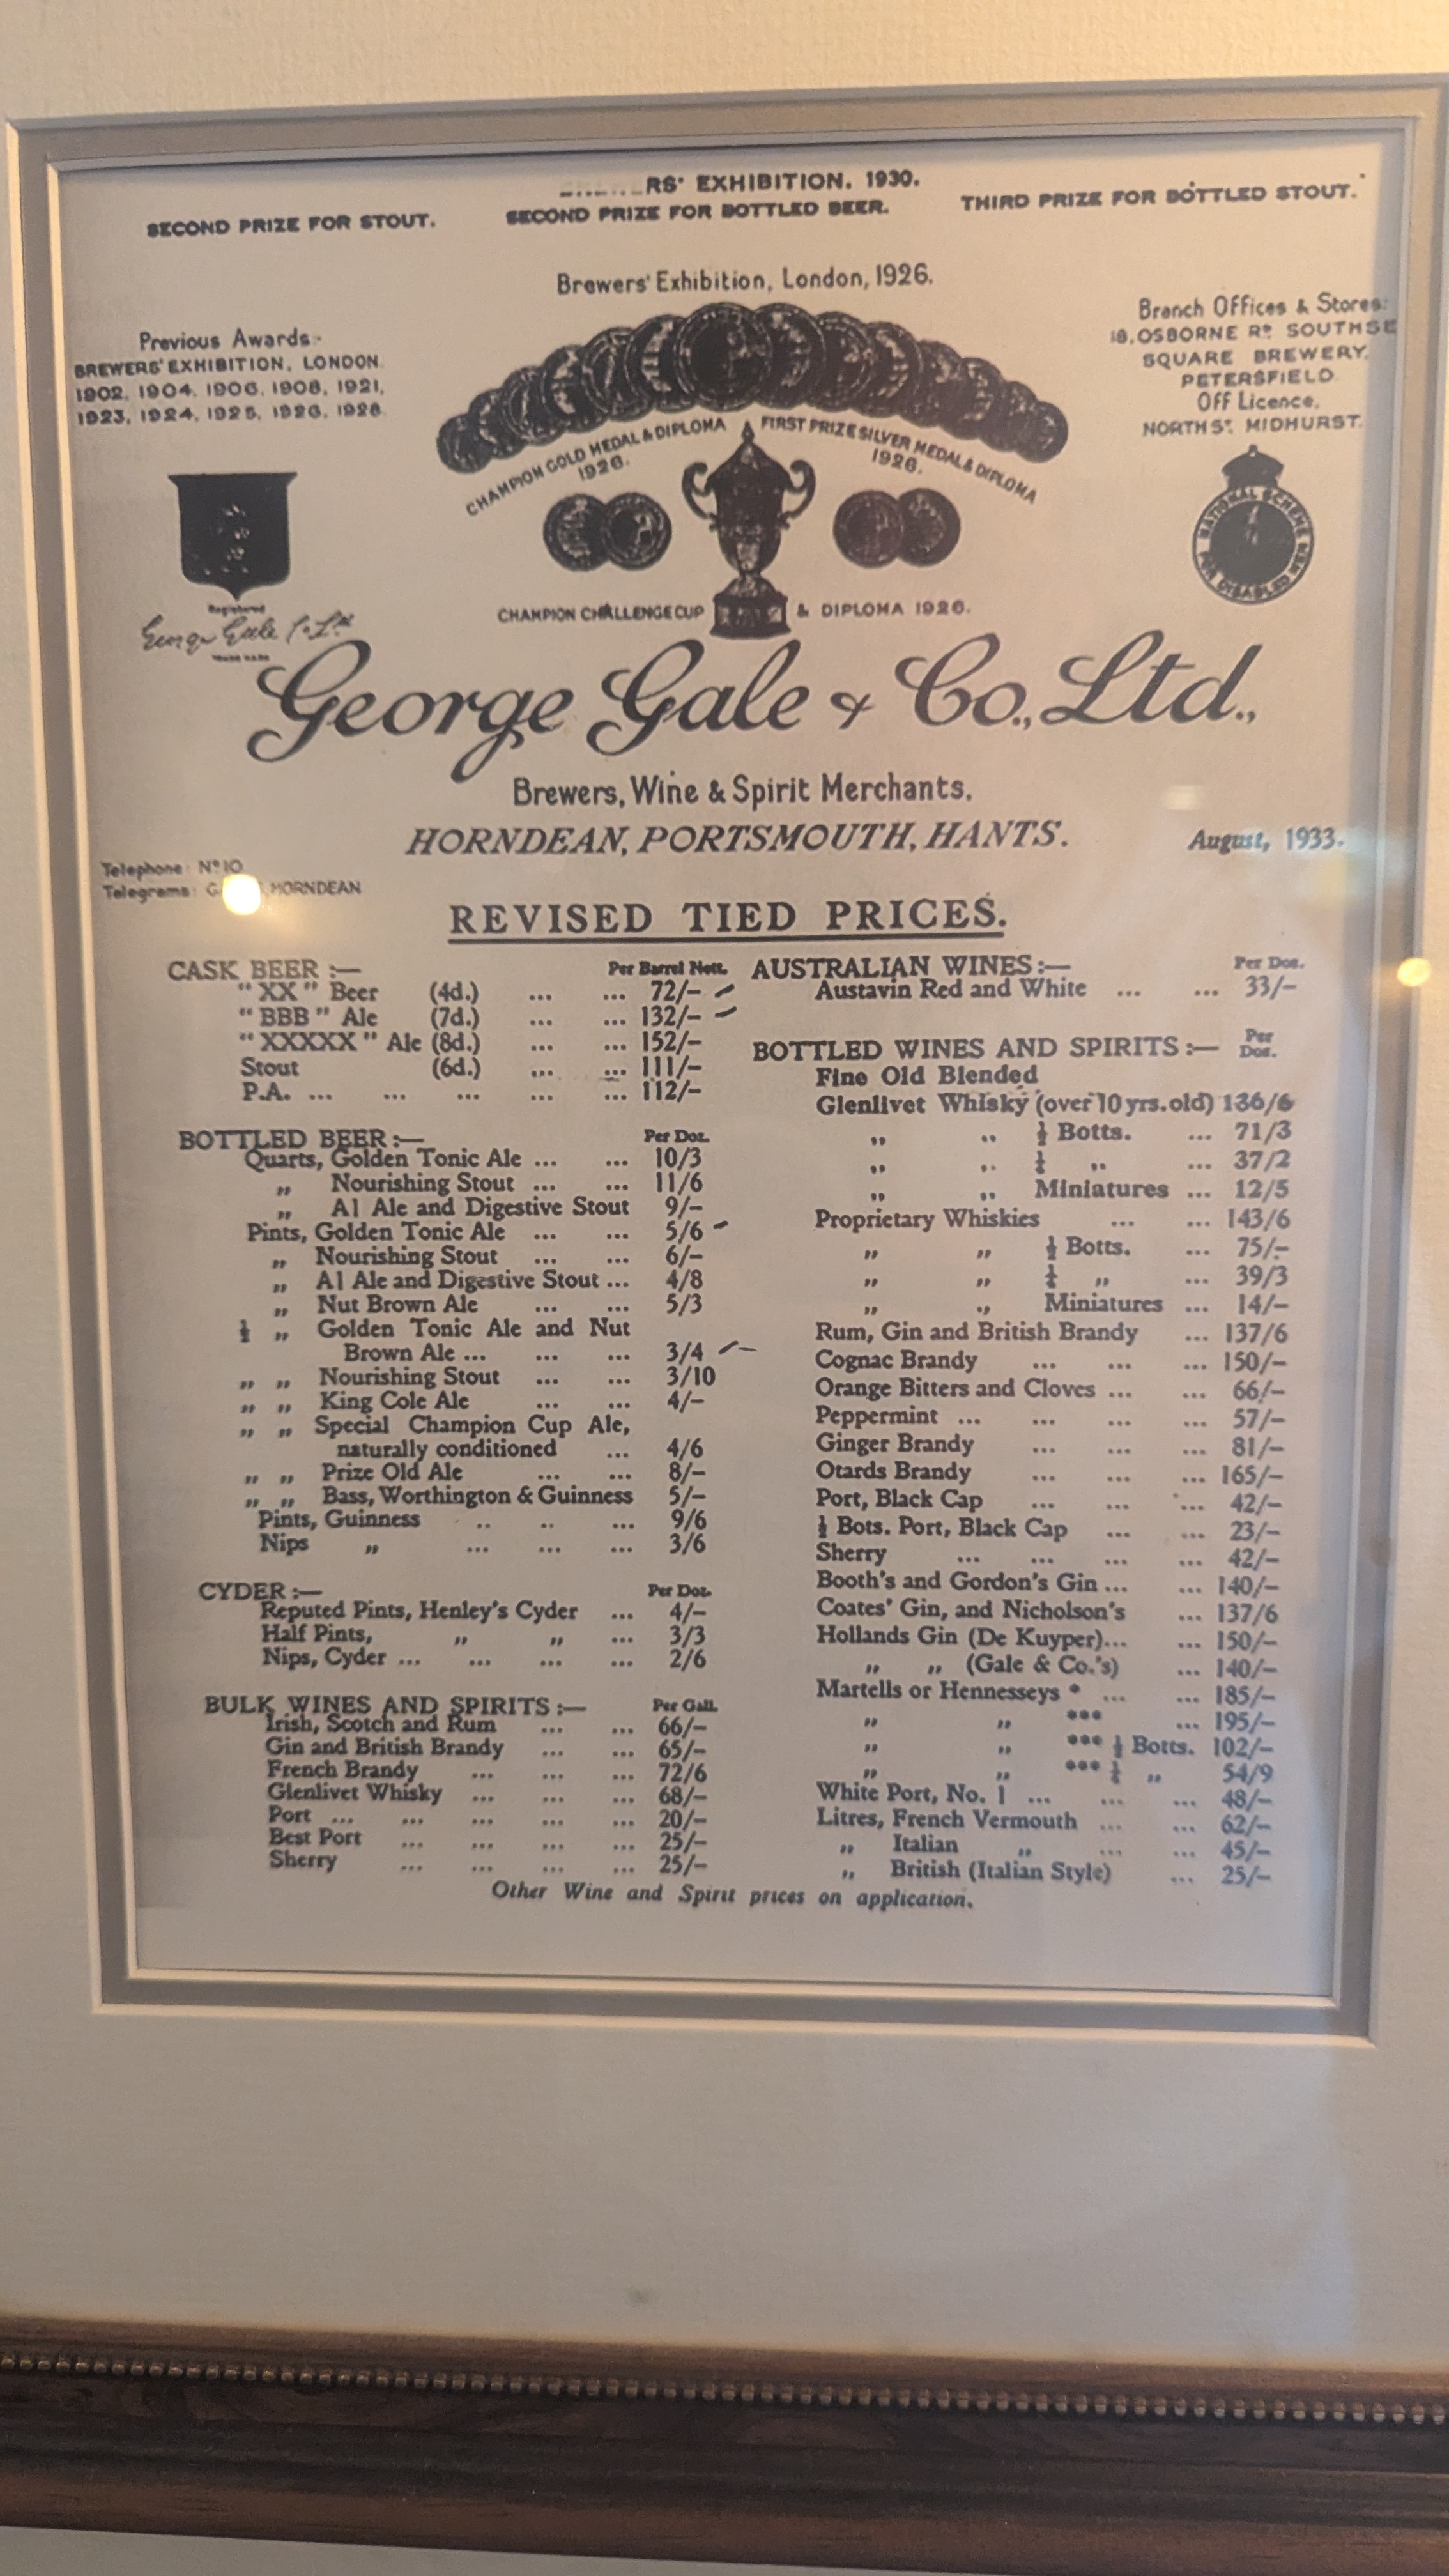 RS' EXHIBITION. 1930.
SECOND PRIZE FOR STOUT.
SECOND PRIZE FOR BOTTLED BEER.
THIRD PRIZE FOR BOTTLED STOUT.
Brewers' Exhibition, London, 1926.
Previous Awards:-
BREWERS' EXHIBITION, LONDON.
1902, 1904, 1906, 1908, 1921,
1923, 1924, 1925, 1926, 1928
Branch Offices & Stores:
18, OSBORNE RD SOUTHSE
SQUARE BREWERY,
PETERSFIELD.
Off Licence,
NORTH ST. MIDHURST.
CHAMPION GOLD MEDAL & DIPLOMA
1926.
FIRST PRIZE SILVER MEDAL & DIPLOMA
1926.
NATIONAL SCHEME FOR DISABLED MEN
CHAMPION CHALLENGE CUP & DIPLOMA 1926.
Registered
George Gale & Co. Ltd
TRADE MARK
George Gale & Co., Ltd.,
Brewers, Wine & Spirit Merchants,
HORNDEAN, PORTSMOUTH, HANTS.
August, 1933.
Telephone: No 10
Telegrams: HORNDEAN
REVISED TIED PRICES.
CASK BEER :— Per Barrel Nett.
"XX" Beer (4d.) ... ... 72/-
"BBB" Ale (7d.) ... ... 132/-
"XXXXX" Ale (8d.) ... ... 152/-
Stout (6d.) ... ... 111/-
P.A. ... ... ... ... ... 112/-
BOTTLED BEER :— Per Doz.
Quarts, Golden Tonic Ale ... ... 10/3
„ Nourishing Stout ... ... 11/6
„ A1 Ale and Digestive Stout 9/-
Pints, Golden Tonic Ale ... ... 5/6
„ Nourishing Stout ... ... 6/-
„ A1 Ale and Digestive Stout ... 4/8
„ Nut Brown Ale ... ... 5/3
½ „ Golden Tonic Ale and Nut
Brown Ale ... ... ... 3/4
„ „ Nourishing Stout ... ... 3/10
„ „ King Cole Ale ... ... 4/-
„ „ Special Champion Cup Ale,
naturally conditioned ... 4/6
„ „ Prize Old Ale ... ... 8/-
„ „ Bass, Worthington & Guinness 5/-
Pints, Guinness .. .. ... 9/6
Nips „ ... ... ... 3/6
CYDER :— Per Doz.
Reputed Pints, Henley's Cyder ... 4/-
Half Pints, „ „ ... 3/3
Nips, Cyder ... ... ... ... 2/6
BULK WINES AND SPIRITS :— Per Gall.
Irish, Scotch and Rum ... ... 66/-
Gin and British Brandy ... ... 65/-
French Brandy ... ... ... 72/6
Glenlivet Whisky ... ... ... 68/-
Port ... ... ... ... ... 20/-
Best Port ... ... ... ... 25/-
Sherry ... ... ... ... 25/-
AUSTRALIAN WINES :— Per Doz.
Austavin Red and White ... ... 33/-
BOTTLED WINES AND SPIRITS :— Per Doz.
Fine Old Blended
Glenlivet Whisky (over 10 yrs. old) 136/6
„ „ ½ Botts. ... 71/3
„ „ ¼ „ ... 37/2
„ „ Miniatures ... 12/5
Proprietary Whiskies ... ... 143/6
„ „ ½ Botts. ... 75/-
„ „ ¼ „ ... 39/3
„ „ Miniatures ... 14/-
Rum, Gin and British Brandy ... 137/6
Cognac Brandy ... ... ... 150/-
Orange Bitters and Cloves ... ... 66/-
Peppermint ... ... ... ... 57/-
Ginger Brandy ... ... ... 81/-
Otards Brandy ... ... ... 165/-
Port, Black Cap ... ... ... 42/-
½ Bots. Port, Black Cap ... ... 23/-
Sherry ... ... ... ... 42/-
Booth's and Gordon's Gin ... ... 140/-
Coates' Gin, and Nicholson's ... 137/6
Hollands Gin (De Kuyper)... ... 150/-
„ „ (Gale & Co.'s) ... 140/-
Martells or Hennesseys * ... ... 185/-
„ „ *** ... 195/-
„ „ *** ½ Botts. 102/-
„ „ *** ¼ „ 54/9
White Port, No. 1 ... ... ... 48/-
Litres, French Vermouth ... ... 62/-
„ Italian „ ... ... 45/-
„ British (Italian Style) ... 25/-
Other Wine and Spirit prices on application.